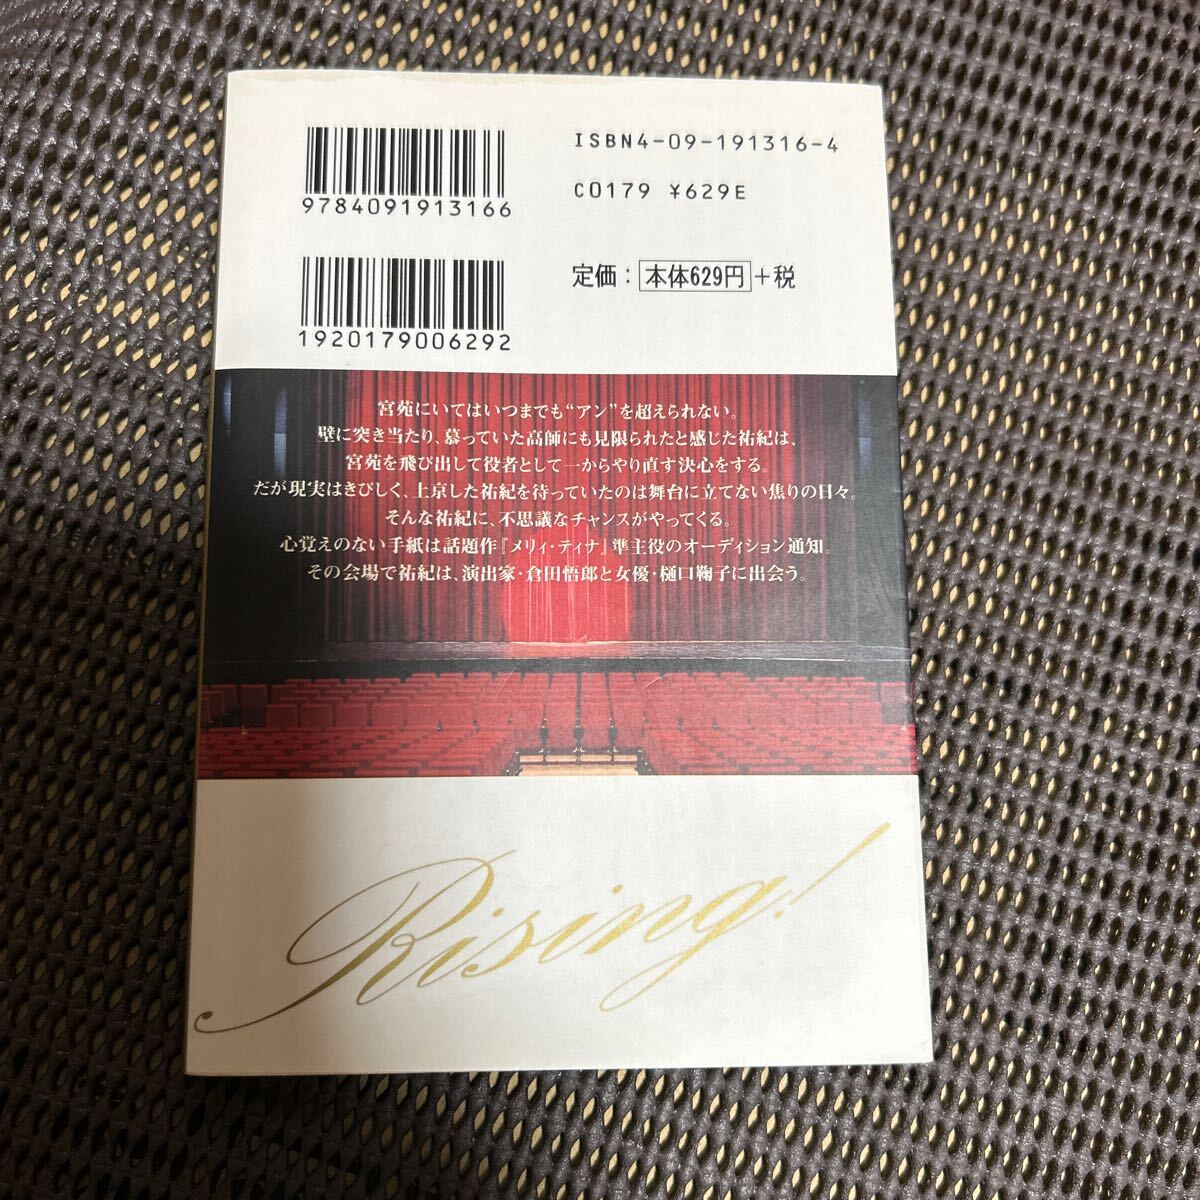 ISBN4-09-191316-4
C0179 ¥629E
9784091913166
定価：本体629円＋税
1920179006292
宮苑にいてはいつまでも“アン”を超えられない。
壁に突き当たり、慕っていた高師にも見限られたと感じた祐紀は、
宮苑を飛び出して役者として一からやり直す決心をする。
だが現実はきびしく、上京した祐紀を待っていたのは舞台に立てない焦りの日々。
そんな祐紀に、不思議なチャンスがやってくる。
心覚えのない手紙は話題作『メリィ・ティナ』準主役のオーディション通知。
その会場で祐紀は、演出家・倉田悟郎と女優・樋口鞠子に出会う。
Rising!